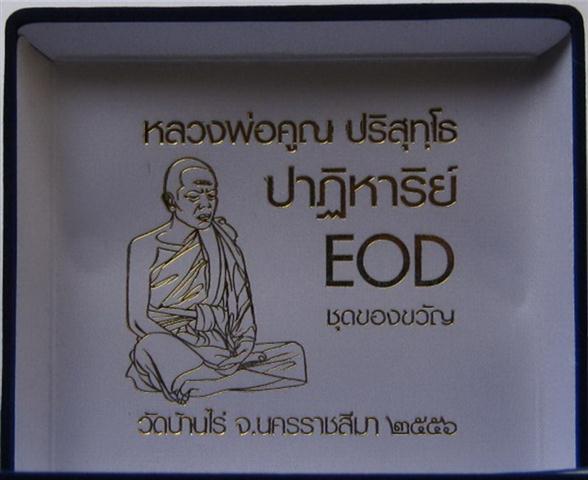 หลวงพ่อคูณ ปริสุทฺโธ
ปาฏิหาริย์
EOD
ชุดของขวัญ
วัดบ้านไร่ จ.นครราชสีมา ๒๕๕๖